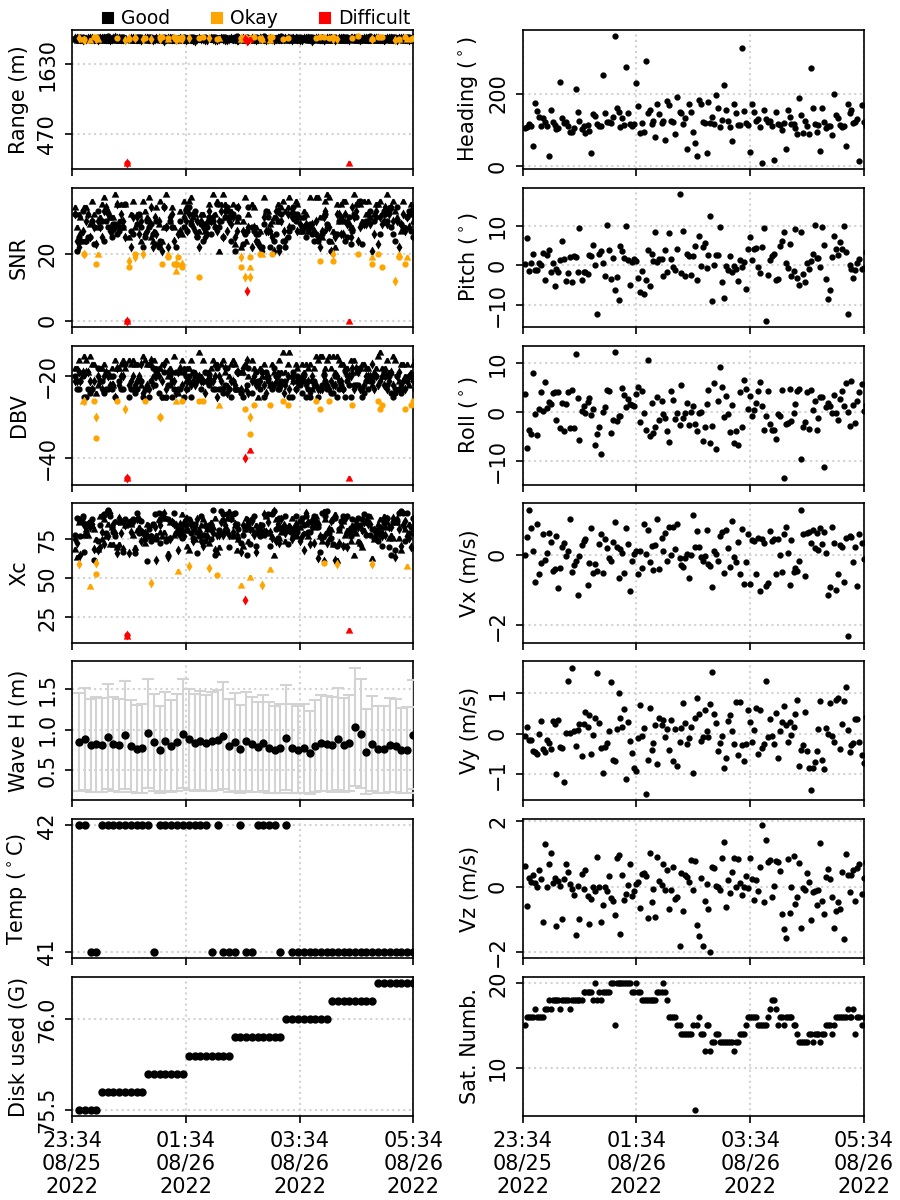 Good Okay Difficult
Range (m)
1630
470
Heading (°)
200
0
SNR
20
0
Pitch (°)
10
0
−10
DBV
−20
−40
Roll (°)
10
0
−10
Xc
75
50
25
Vx (m/s)
0
−2
Wave H (m)
1.5
1.0
0.5
Vy (m/s)
1
0
−1
Temp (°C)
42
41
Vz (m/s)
2
0
−2
Disk used (G)
76.0
75.5
Sat. Numb.
20
10
23:34 01:34 03:34 05:34
08/25 08/26 08/26 08/26
2022 2022 2022 2022
23:34 01:34 03:34 05:34
08/25 08/26 08/26 08/26
2022 2022 2022 2022